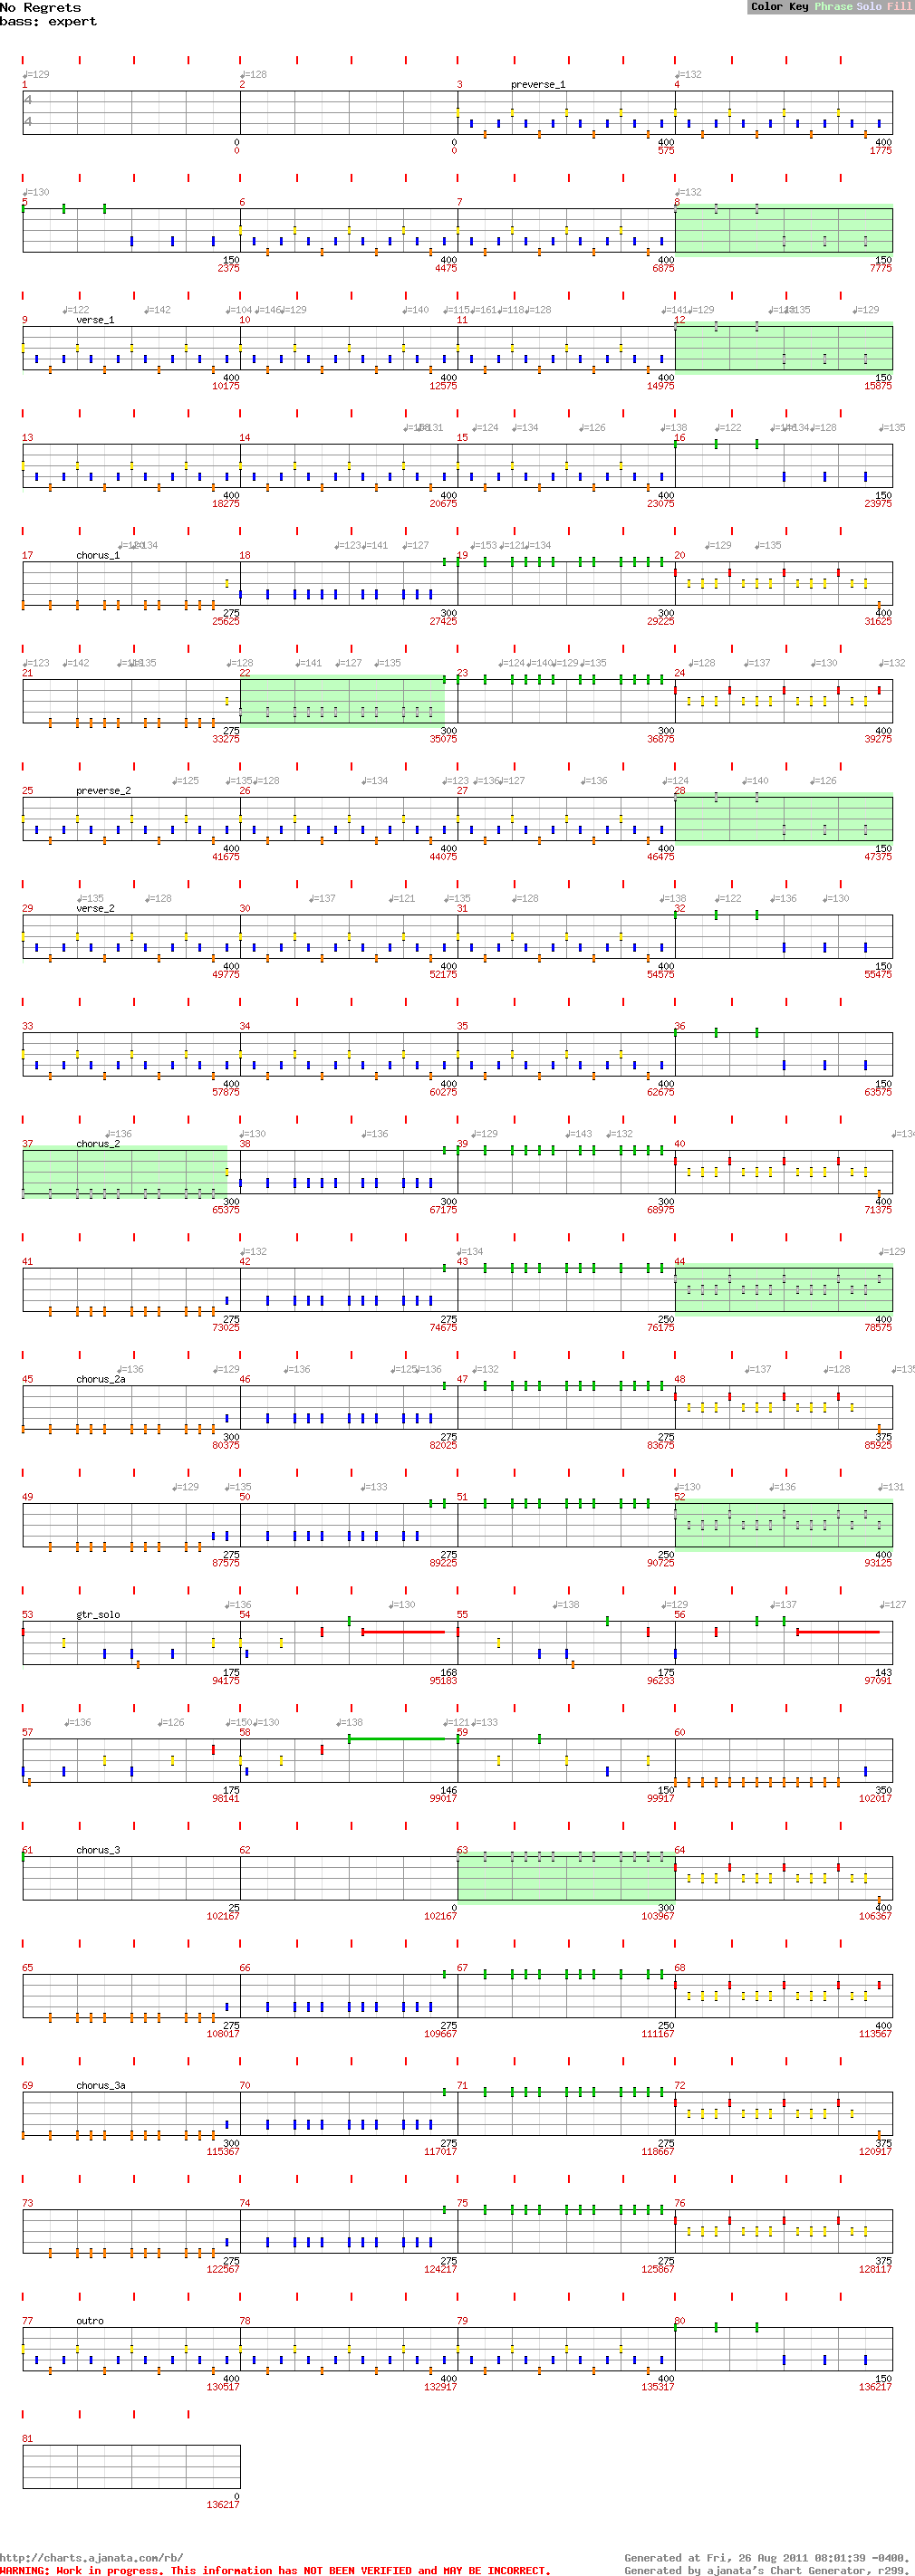 No Regrets
bass: expert
Color Key Phrase Solo Fill
♩=129 ♩=128 ♩=132
1 2 3 preverse_1 4
4
4
0 0 400 400
0 0 575 1775
♩=130 ♩=132
5 6 7 8
150 400 400 150
2375 4475 6875 7775
♩=122 ♩=142 ♩=104 ♩=146 ♩=129 ♩=140 ♩=115 ♩=161 ♩=118 ♩=128 ♩=141 ♩=129 ♩=135 ♩=129
9 verse_1 10 11 12
400 400 400 150
10175 12575 14975 15875
♩=131 ♩=124 ♩=134 ♩=126 ♩=138 ♩=122 ♩=134 ♩=128 ♩=135
13 14 15 16
400 400 400 150
18275 20675 23075 23975
♩=134 ♩=123 ♩=141 ♩=127 ♩=153 ♩=121 ♩=134 ♩=129 ♩=135
17 chorus_1 18 19 20
275 300 300 400
25625 27425 29225 31625
♩=123 ♩=142 ♩=135 ♩=128 ♩=141 ♩=127 ♩=135 ♩=124 ♩=140 ♩=129 ♩=135 ♩=128 ♩=137 ♩=130 ♩=132
21 22 23 24
275 300 300 400
33275 35075 36875 39275
♩=125 ♩=135 ♩=128 ♩=134 ♩=123 ♩=136 ♩=127 ♩=136 ♩=124 ♩=140 ♩=126
25 preverse_2 26 27 28
400 400 400 150
41675 44075 46475 47375
♩=135 ♩=128 ♩=137 ♩=121 ♩=135 ♩=128 ♩=138 ♩=122 ♩=136 ♩=130
29 verse_2 30 31 32
400 400 400 150
49775 52175 54575 55475
33 34 35 36
400 400 400 150
57875 60275 62675 63575
♩=136 ♩=130 ♩=136 ♩=129 ♩=143 ♩=132 ♩=134
37 chorus_2 38 39 40
300 300 300 400
65375 67175 68975 71375
♩=132 ♩=134 ♩=129
41 42 43 44
275 275 250 400
73025 74675 76175 78575
♩=136 ♩=129 ♩=136 ♩=125 ♩=136 ♩=132 ♩=137 ♩=128 ♩=135
45 chorus_2a 46 47 48
300 275 275 375
80375 82025 83675 85925
♩=129 ♩=135 ♩=133 ♩=130 ♩=136 ♩=131
49 50 51 52
275 275 250 400
87575 89225 90725 93125
♩=136 ♩=130 ♩=138 ♩=129 ♩=137 ♩=127
53 gtr_solo 54 55 56
175 168 175 143
94175 95183 96233 97091
♩=136 ♩=126 ♩=150 ♩=130 ♩=138 ♩=121 ♩=133
57 58 59 60
175 146 150 350
98141 99017 99917 102017
61 chorus_3 62 63 64
25 0 300 400
102167 102167 103967 106367
65 66 67 68
275 275 250 400
108017 109667 111167 113567
69 chorus_3a 70 71 72
300 275 275 375
115367 117017 118667 120917
73 74 75 76
275 275 275 375
122567 124217 125867 128117
77 outro 78 79 80
400 400 400 150
130517 132917 135317 136217
81
0
136217
http://charts.ajanata.com/rb/
Generated at Fri, 26 Aug 2011 08:01:39 -0400.
WARNING: Work in progress. This information has NOT BEEN VERIFIED and MAY BE INCORRECT.
Generated by ajanata's Chart Generator, r299.